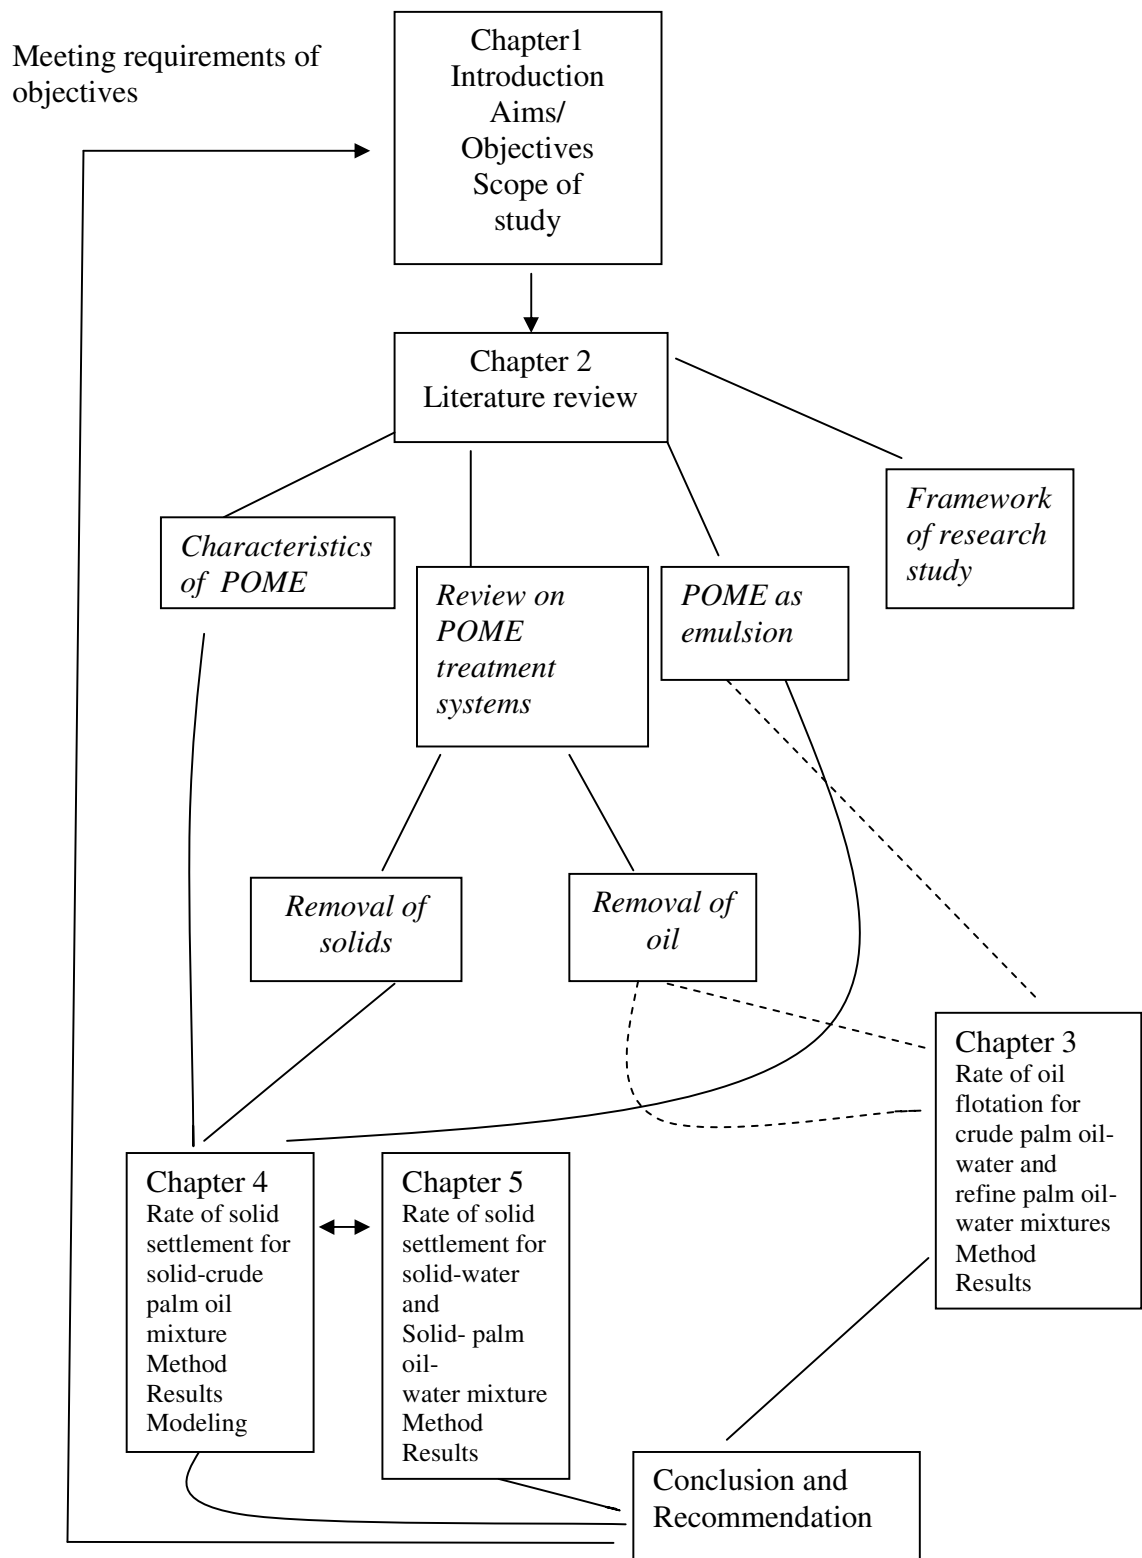 Meeting requirements of
objectives
Chapter1
Introduction
Aims/
Objectives
Scope of
study
Chapter 2
Literature review
Framework
of research
study
Characteristics
of POME
Review on
POME
treatment
systems
POME as
emulsion
Removal of
solids
Removal of
oil
Chapter 3
Rate of oil
flotation for
crude palm oil-
water and
refine palm oil-
water mixtures
Method
Results
Chapter 4
Rate of solid
settlement for
solid-crude
palm oil
mixture
Method
Results
Modeling
Chapter 5
Rate of solid
settlement for
solid-water
and
Solid- palm
oil-
water mixture
Method
Results
Conclusion and
Recommendation